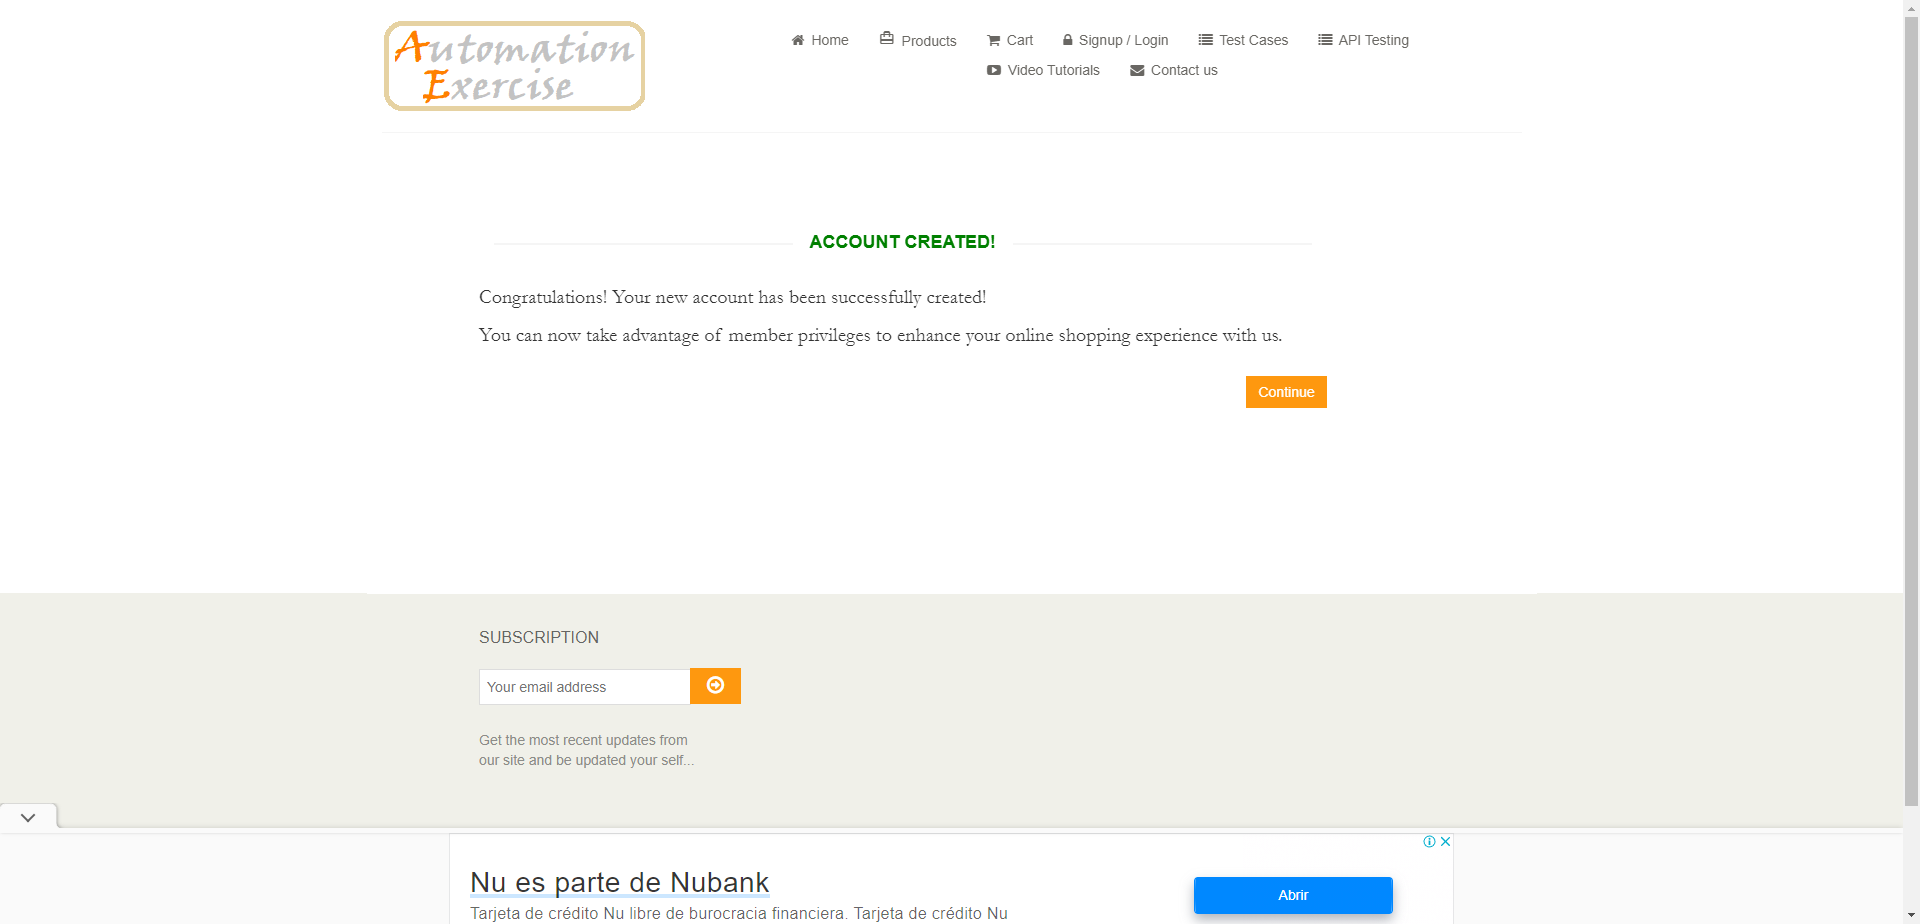 Automation
Exercise
Home
Products
Cart
Signup / Login
Test Cases
API Testing
Video Tutorials
Contact us
ACCOUNT CREATED!
Congratulations! Your new account has been successfully created!
You can now take advantage of member privileges to enhance your online shopping experience with us.
Continue
SUBSCRIPTION
Your email address
Get the most recent updates from
our site and be updated your self...
Nu es parte de Nubank
Tarjeta de crédito Nu libre de burocracia financiera. Tarjeta de crédito Nu
Abrir